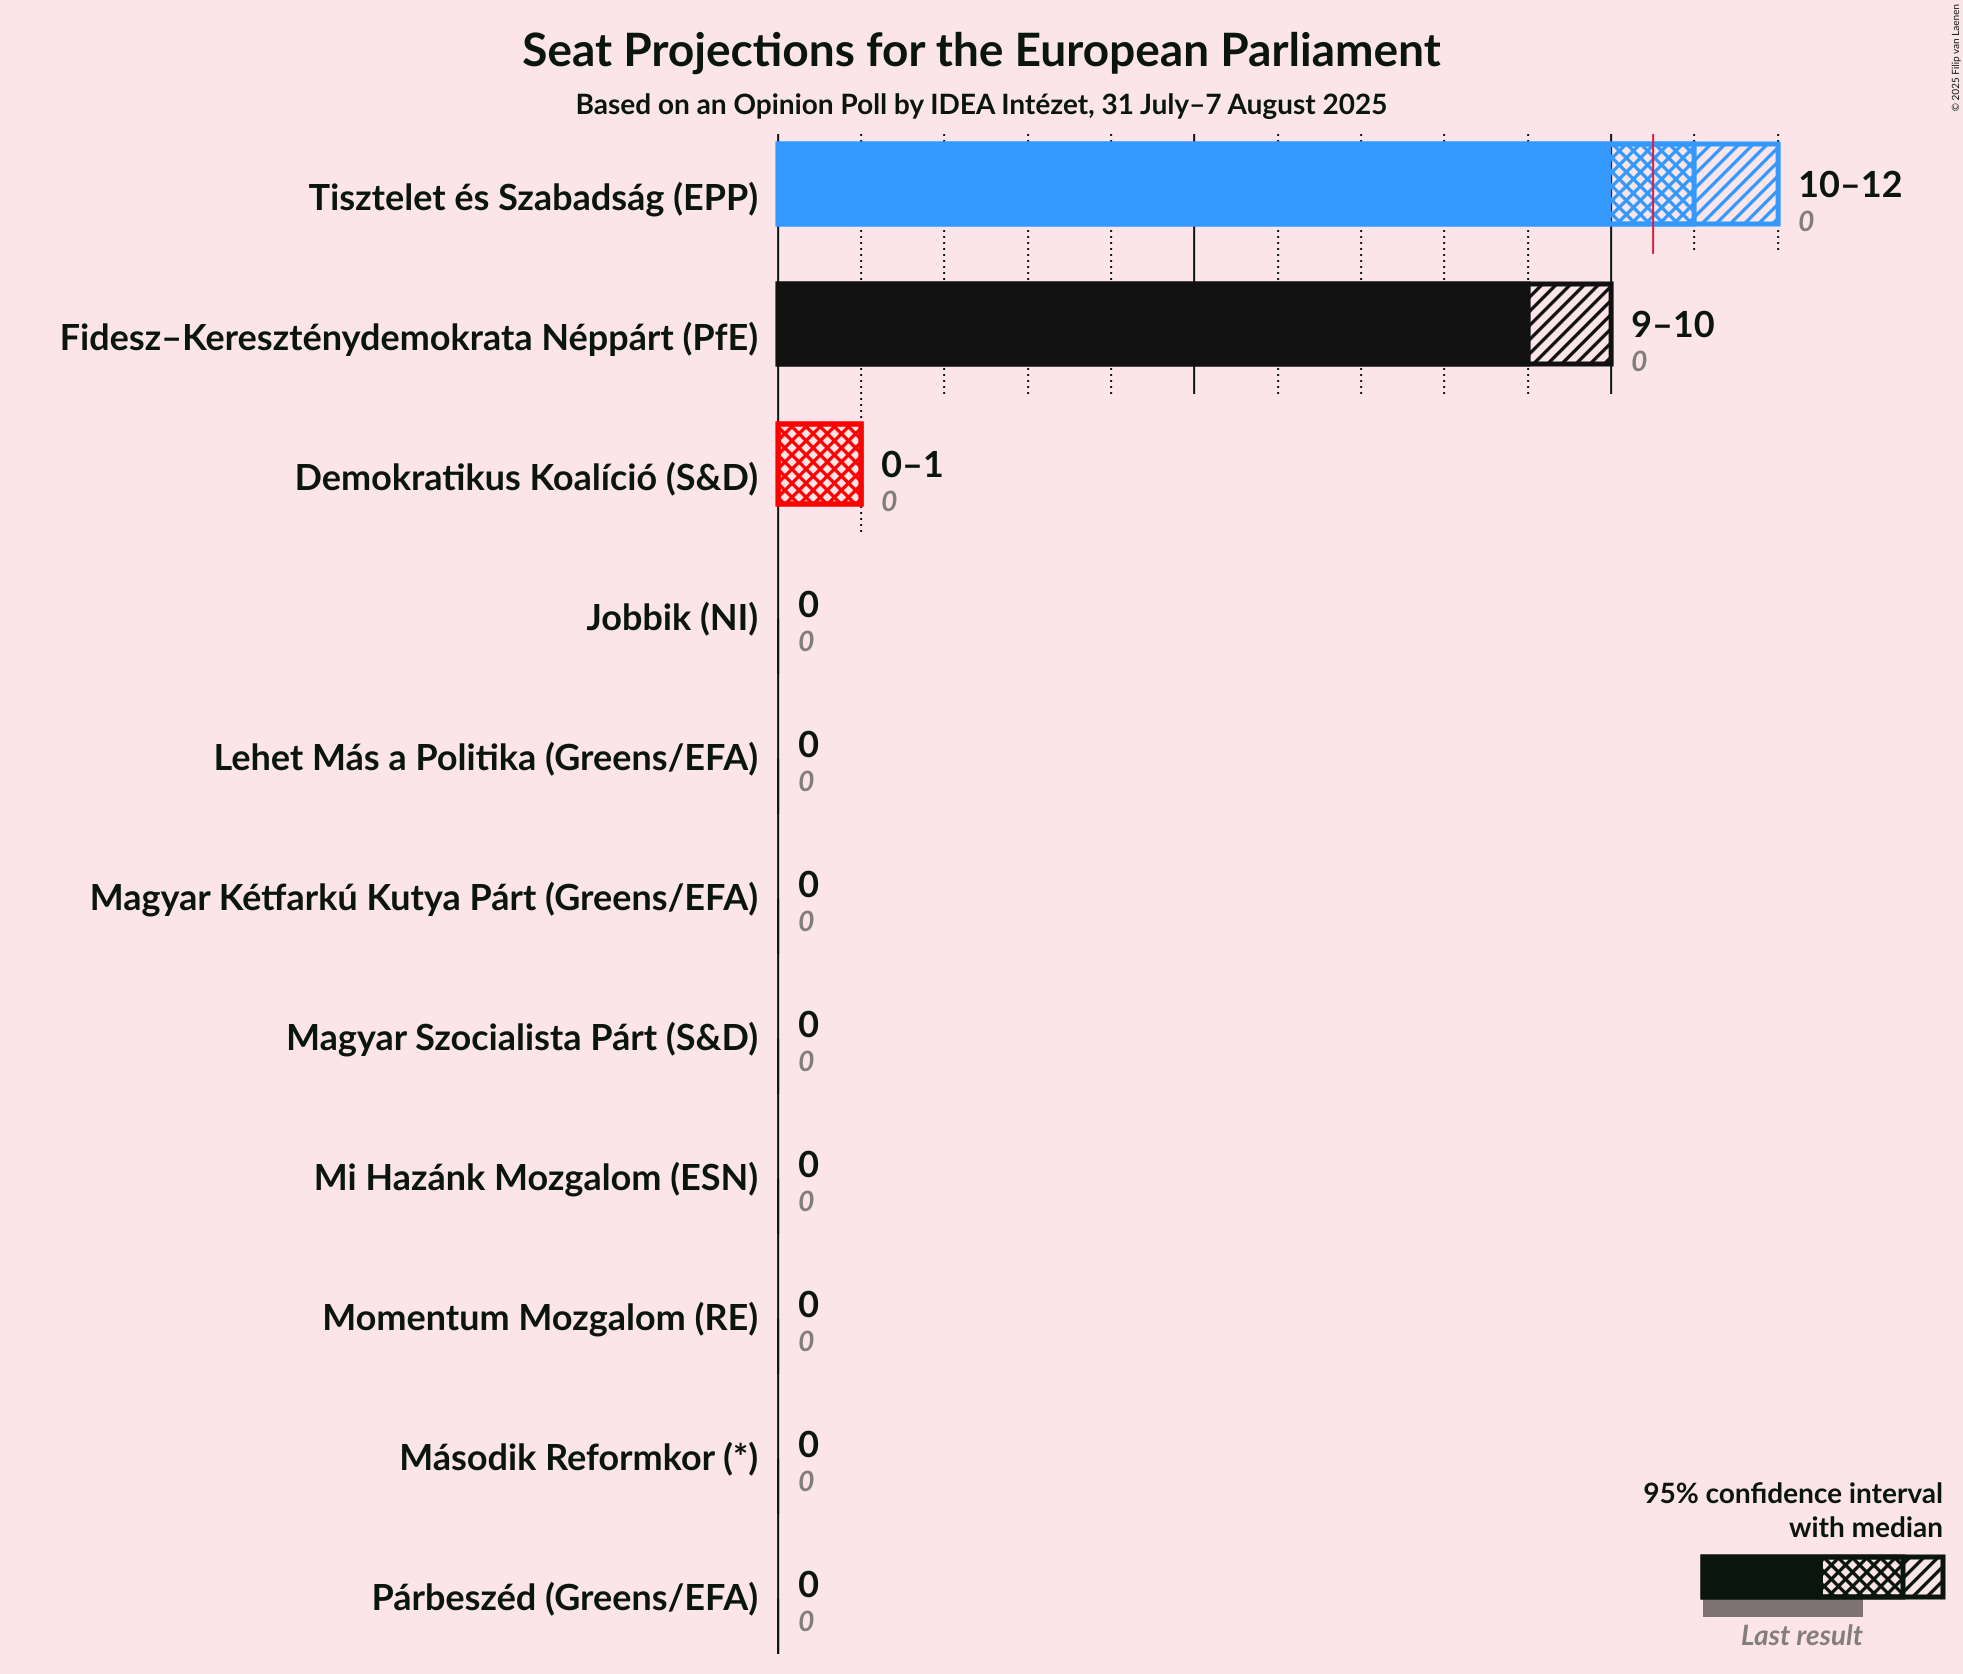 © 2025 Filip van Laenen
Seat Projections for the European Parliament
Based on an Opinion Poll by IDEA Intézet, 31 July–7 August 2025
Tisztelet és Szabadság (EPP)
10–12
0
Fidesz–Kereszténydemokrata Néppárt (PfE)
9–10
0
Demokratikus Koalíció (S&D)
0–1
0
Jobbik (NI)
0
0
Lehet Más a Politika (Greens/EFA)
0
0
Magyar Kétfarkú Kutya Párt (Greens/EFA)
0
0
Magyar Szocialista Párt (S&D)
0
0
Mi Hazánk Mozgalom (ESN)
0
0
Momentum Mozgalom (RE)
0
0
Második Reformkor (*)
0
0
Párbeszéd (Greens/EFA)
0
0
95% confidence interval
with median
Last result